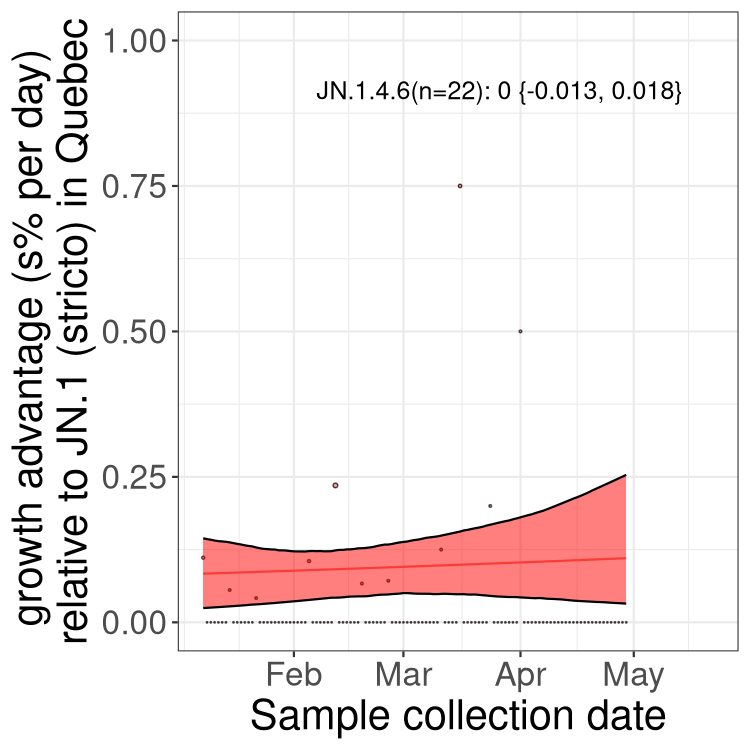 growth advantage (s% per day)
relative to JN.1 (stricto) in Quebec
1.00
0.75
0.50
0.25
0.00
JN.1.4.6(n=22): 0 {-0.013, 0.018}
Feb Mar Apr May
Sample collection date